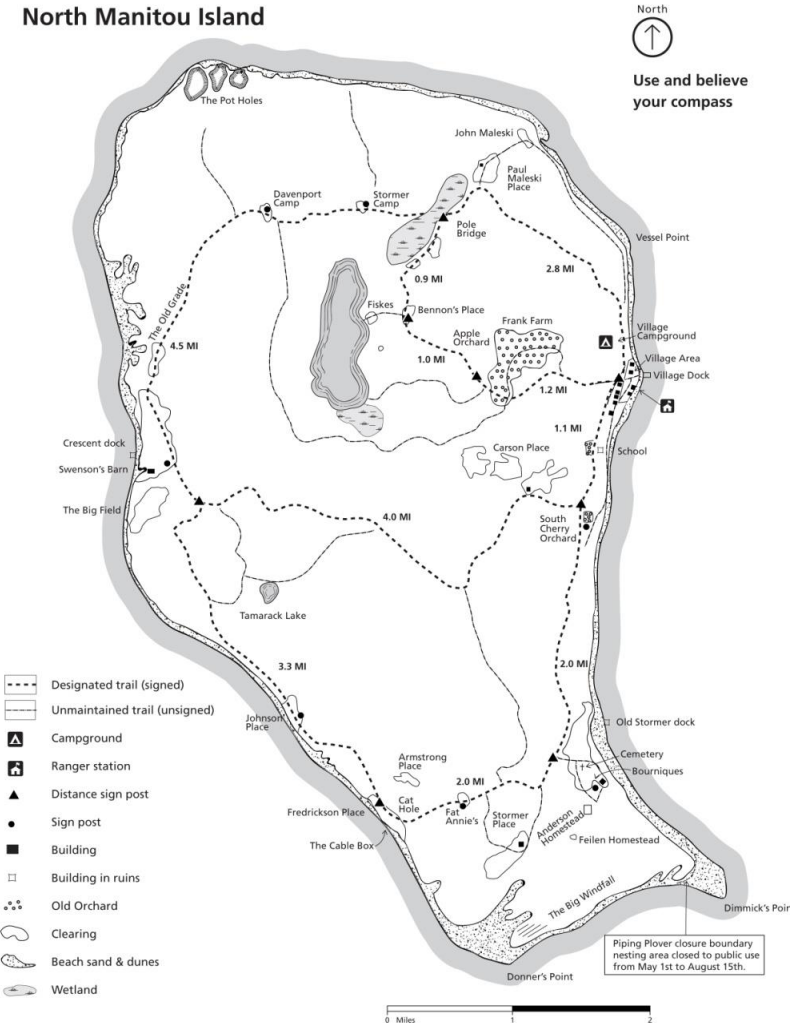 North Manitou Island
North
Use and believe
your compass
The Pot Holes
John Maleski
Paul
Maleski
Place
Davenport
Camp
Stormer
Camp
Pole
Bridge
Vessel Point
0.9 MI
2.8 MI
The Old Grade
4.5 MI
Fiskes
Bennon's Place
Frank Farm
Apple
Orchard
Village
Campground
1.0 MI
Village Area
Village Dock
1.2 MI
1.1 MI
Crescent dock
Carson Place
School
Swenson's Barn
The Big Field
4.0 MI
South
Cherry
Orchard
Tamarack Lake
3.3 MI
2.0 MI
Johnson
Place
Old Stormer dock
Armstrong
Place
Cemetery
Bourniques
2.0 MI
Fredrickson Place
Cat
Hole
Fat
Annie's
Stormer
Place
Anderson
Homestead
The Cable Box
Feilen Homestead
The Big Windfall
Dimmick's Poin
Donner's Point
Piping Plover closure boundary
nesting area closed to public use
from May 1st to August 15th.
Designated trail (signed)
Unmaintained trail (unsigned)
Campground
Ranger station
Distance sign post
Sign post
Building
Building in ruins
Old Orchard
Clearing
Beach sand & dunes
Wetland
0 Miles 1 2